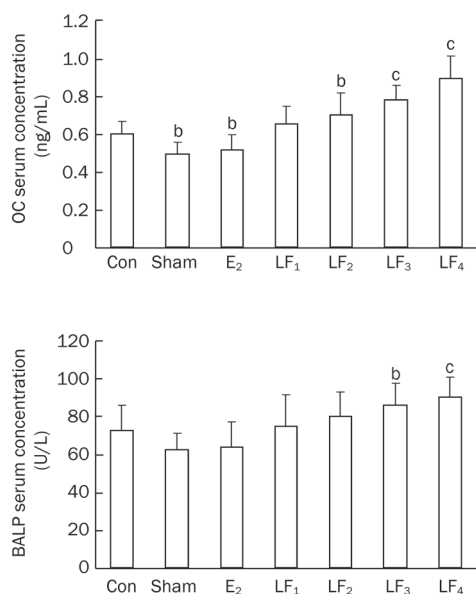 OC serum concentration
(ng/mL)
1.2
1.0
0.8
0.6
0.4
0.2
0
b
b
b
c
c
Con Sham E₂ LF₁ LF₂ LF₃ LF₄
BALP serum concentration
(U/L)
120
100
80
60
40
20
0
b
c
Con Sham E₂ LF₁ LF₂ LF₃ LF₄